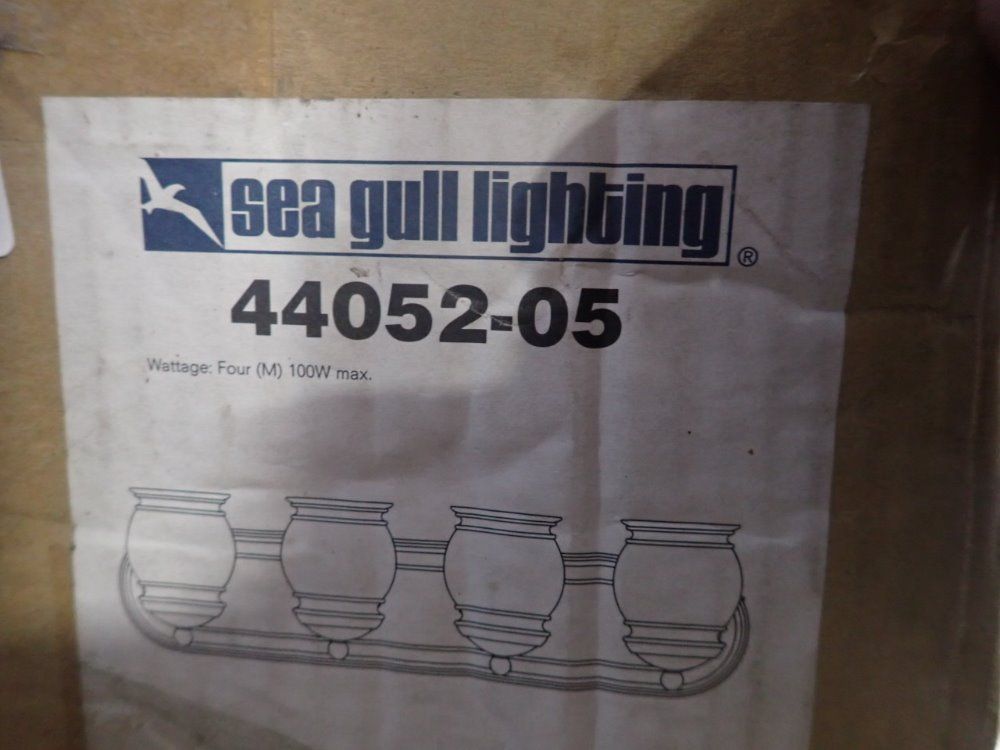 sea gull lighting ®
44052-05
Wattage: Four (M) 100W max.